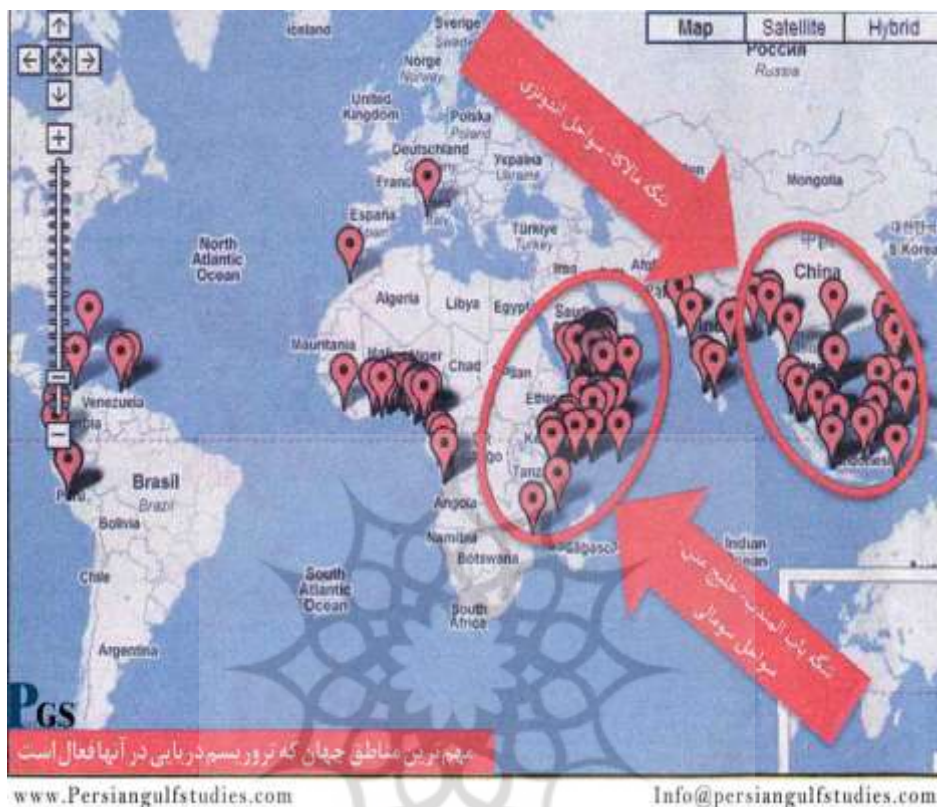 Iceland
Sverige
Map
Satellite
Hybrid
Norge
Norway
Россия
Russia
United
Kingdom
Polska
Poland
Deutschland
Україна
Ukraine
Mongolia
تنگه مالاکا- سواحل اندونزی
España
Türkiye
Turkey
S Korea
North
Atlantic
Ocean
China
Algeria
Libya
Egypt
Mauritania
Chad
Venezuela
Brasil
Brazil
Angola
Bolivia
Namibia
Botswana
Indian
Chile
South
Atlantic
Ocean
South
Africa
Argentina
تنگه باب المندب- خلیج عدن-
سواحل سومالی
PGS
مهم ترین مناطق جهان که تروریسم دریایی در آنها فعال است
www.Persiangulfstudies.com
Info@persiangulfstudies.com